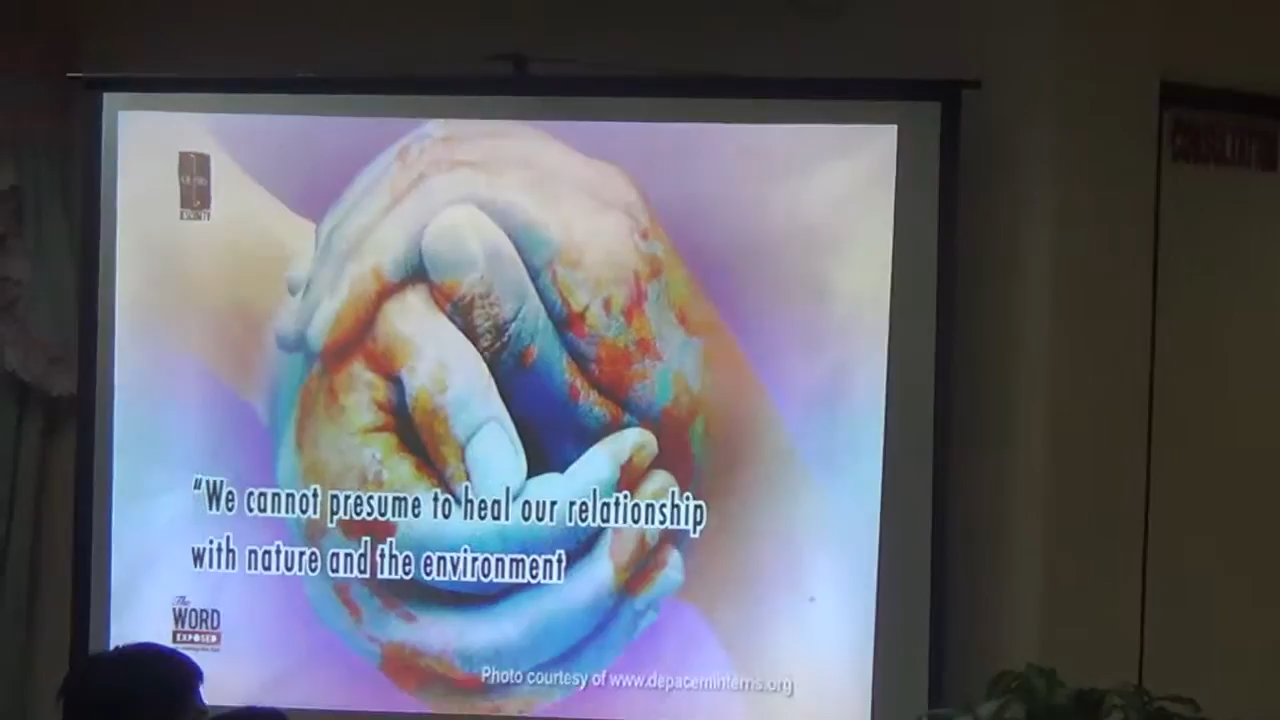 "We cannot presume to heal our relationship
with nature and the environment
The
WORD
EXPOSED
Photo courtesy of www.depaceminterris.org